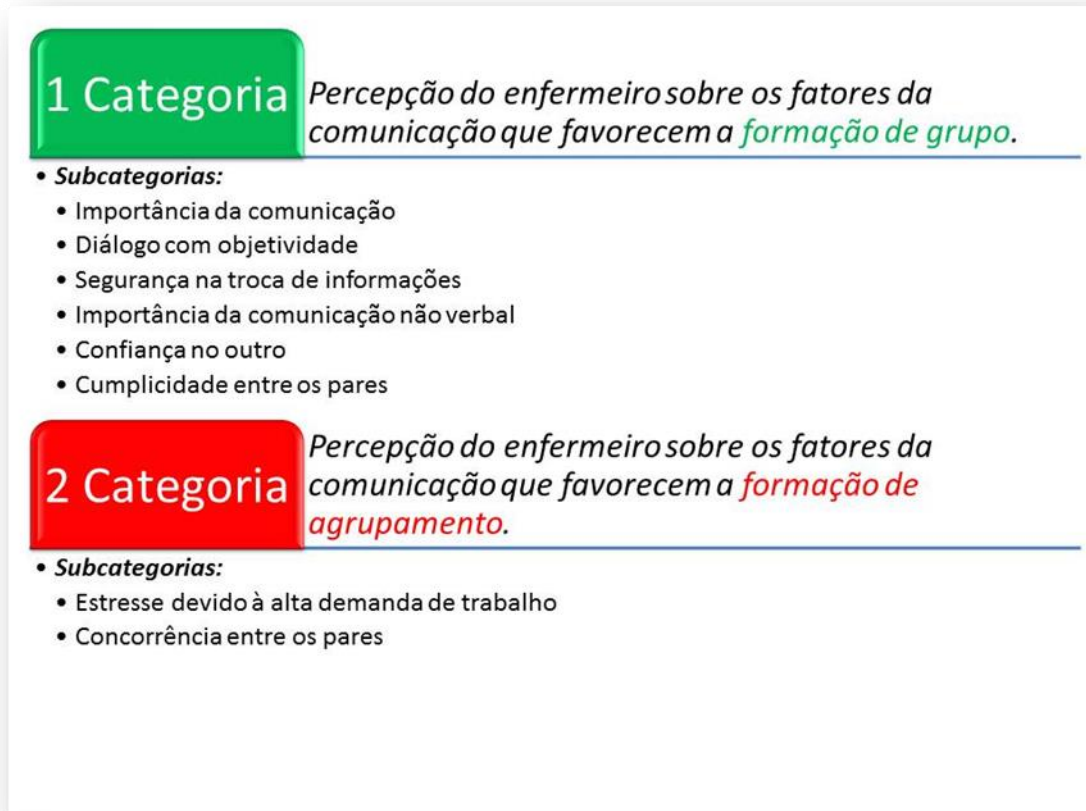 1 Categoria
Percepção do enfermeiro sobre os fatores da
comunicação que favorecem a formação de grupo.
• Subcategorias:
• Importância da comunicação
• Diálogo com objetividade
• Segurança na troca de informações
• Importância da comunicação não verbal
• Confiança no outro
• Cumplicidade entre os pares
2 Categoria
Percepção do enfermeiro sobre os fatores da
comunicação que favorecem a formação de
agrupamento.
• Subcategorias:
• Estresse devido à alta demanda de trabalho
• Concorrência entre os pares